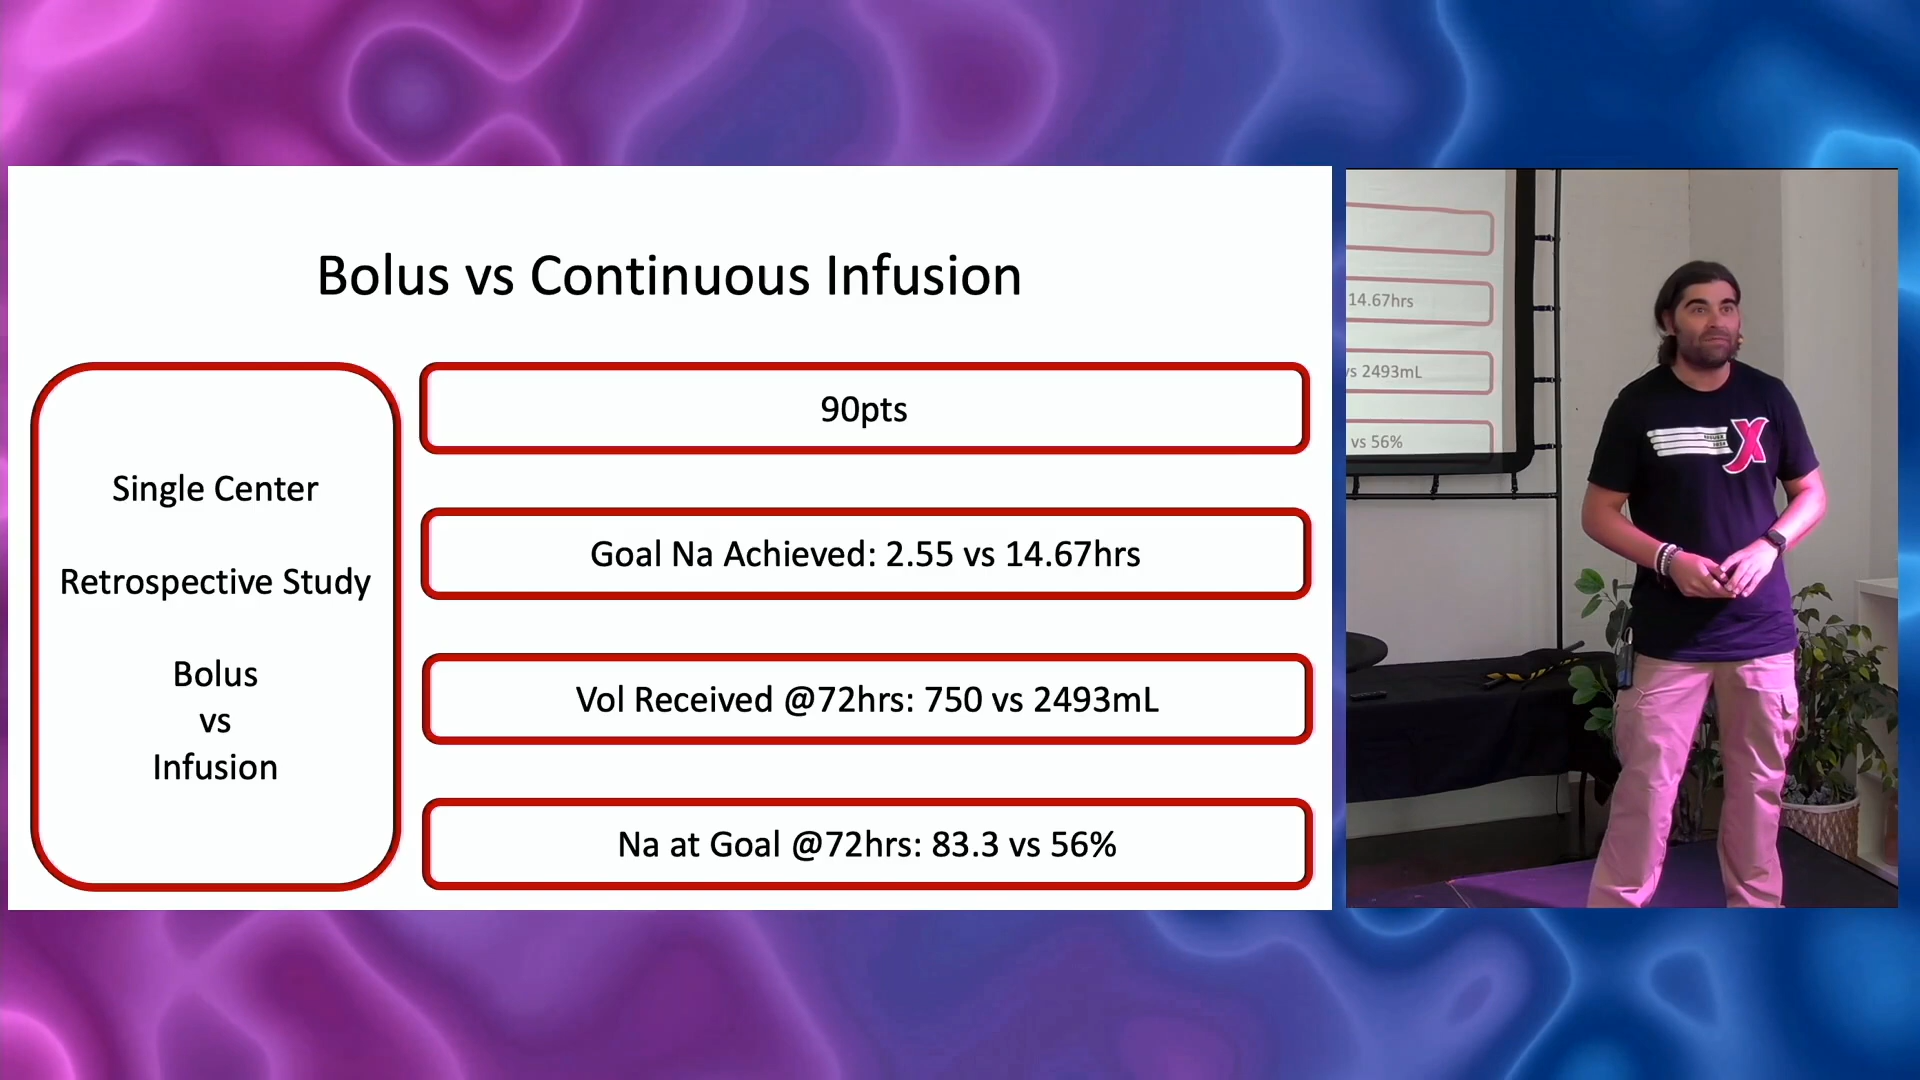 Bolus vs Continuous Infusion
Single Center
Retrospective Study
Bolus
vs
Infusion
90pts
Goal Na Achieved: 2.55 vs 14.67hrs
Vol Received @72hrs: 750 vs 2493mL
Na at Goal @72hrs: 83.3 vs 56%
14.67hrs
vs 2493mL
vs 56%
X